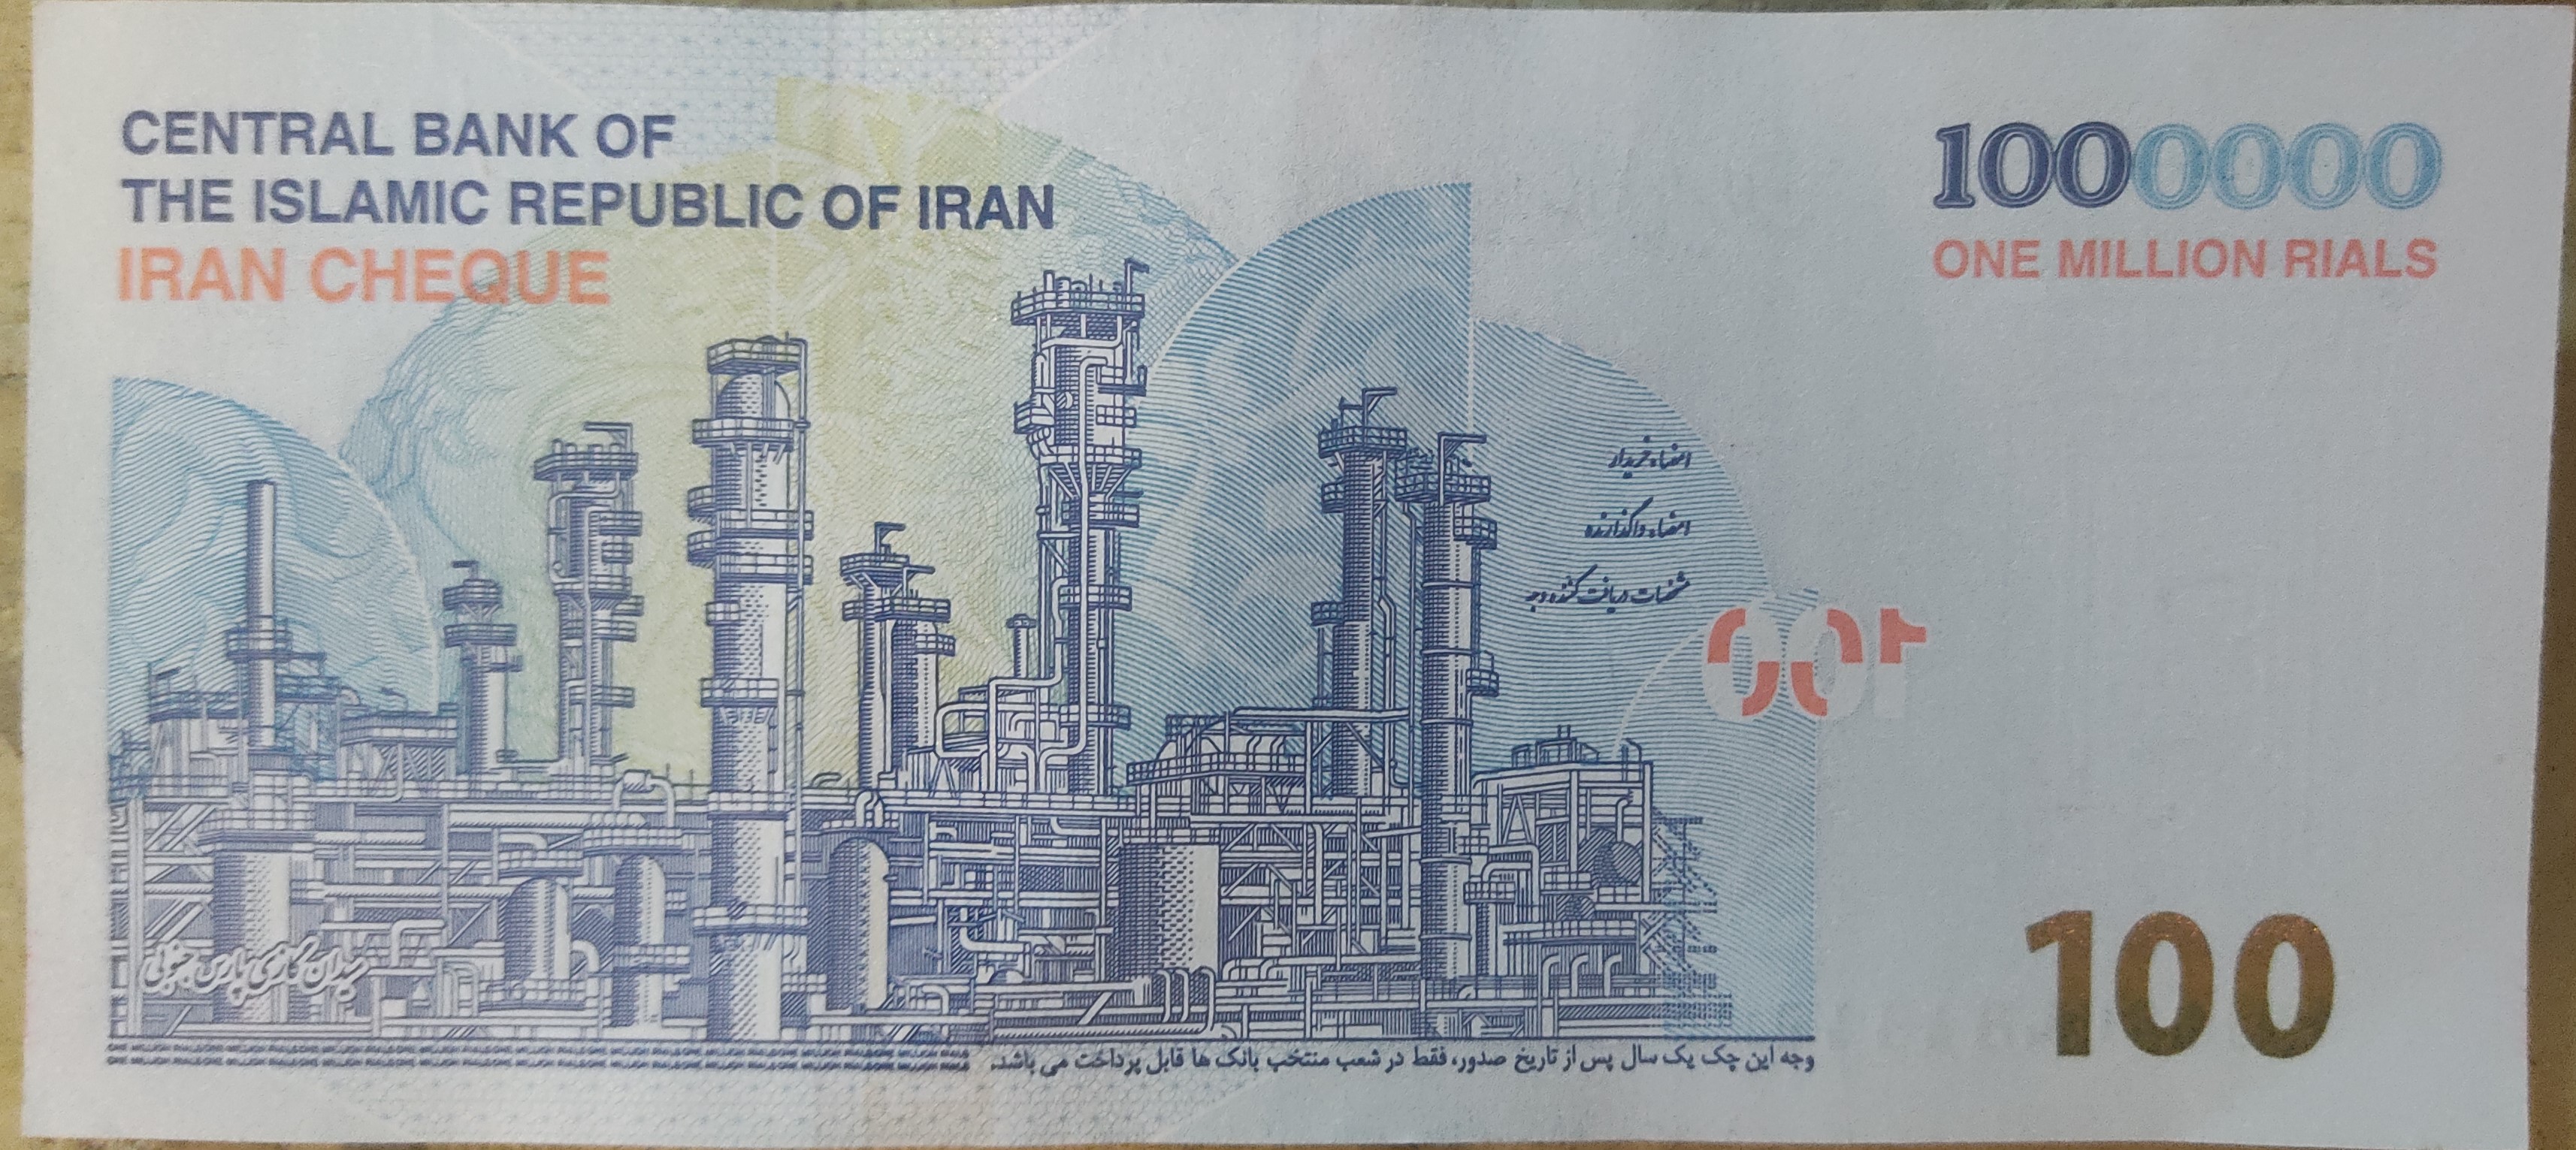 CENTRAL BANK OF
THE ISLAMIC REPUBLIC OF IRAN
IRAN CHEQUE
1000000
ONE MILLION RIALS
امضاء خریدار
امضاء واگذارنده
مشخصات دریافت کننده وجه
100
میدان گازی پارس جنوبی
100
وجه این چک یک سال پس از تاریخ صدور، فقط در شعب منتخب بانک ها قابل پرداخت می باشد.